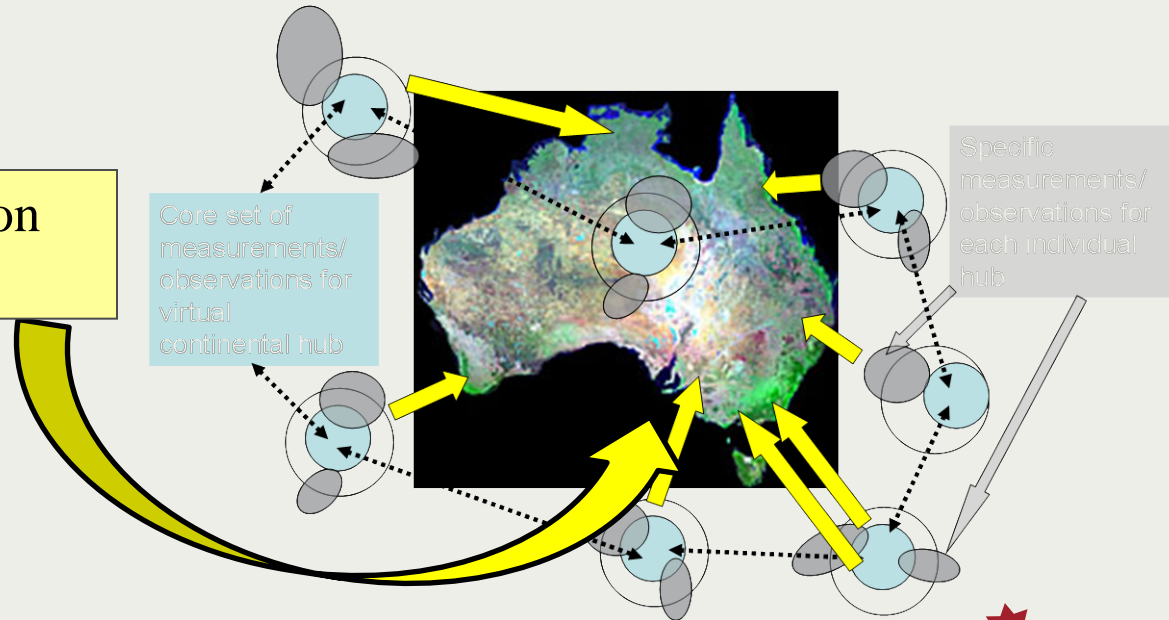 on
Core set of
measurements/
observations for
virtual
continental hub
Specific
measurements/
observations for
each individual
hub